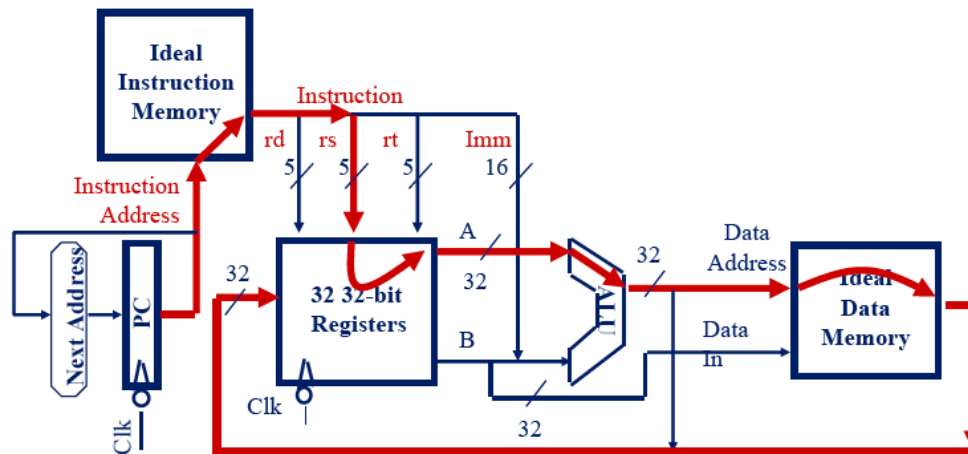 Ideal
Instruction
Memory
Instruction
rd
rs
rt
Imm
5
5
5
16
Instruction
Address
Next Address
PC
Clk
32
32 32-bit
Registers
Clk
A
32
B
32
ALU
32
Data
Address
Data
In
Ideal
Data
Memory